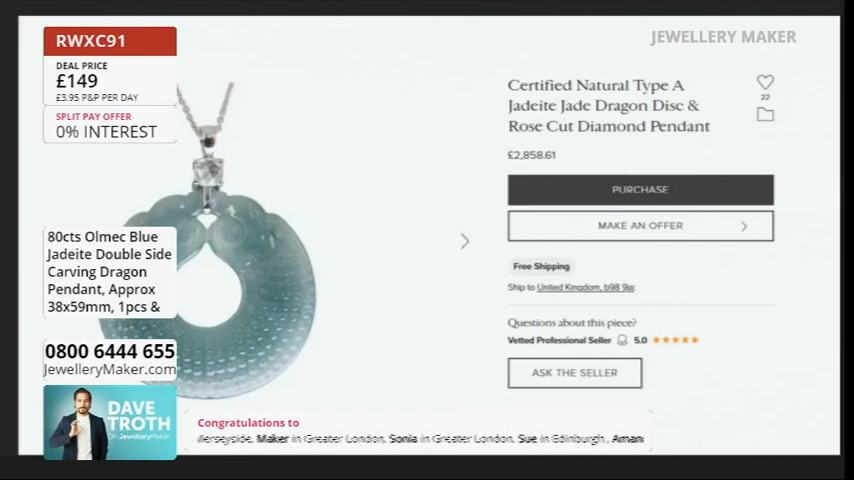 RWXC91
DEAL PRICE
£149
£3.95 P&P PER DAY
SPLIT PAY OFFER
0% INTEREST
80cts Olmec Blue
Jadeite Double Side
Carving Dragon
Pendant, Approx
38x59mm, 1pcs &
0800 6444 655
JewelleryMaker.com
DAVE
TROTH
On JewelleryMaker
JEWELLERY MAKER
Certified Natural Type A
Jadeite Jade Dragon Disc &
Rose Cut Diamond Pendant
22
£2,858.61
PURCHASE
MAKE AN OFFER
Free Shipping
Ship to United Kingdom, b98 9ja:
Questions about this piece?
Vetted Professional Seller 5.0
ASK THE SELLER
Congratulations to
Merseyside, Maker in Greater London, Sonia in Greater London, Sue in Edinburgh, Aman